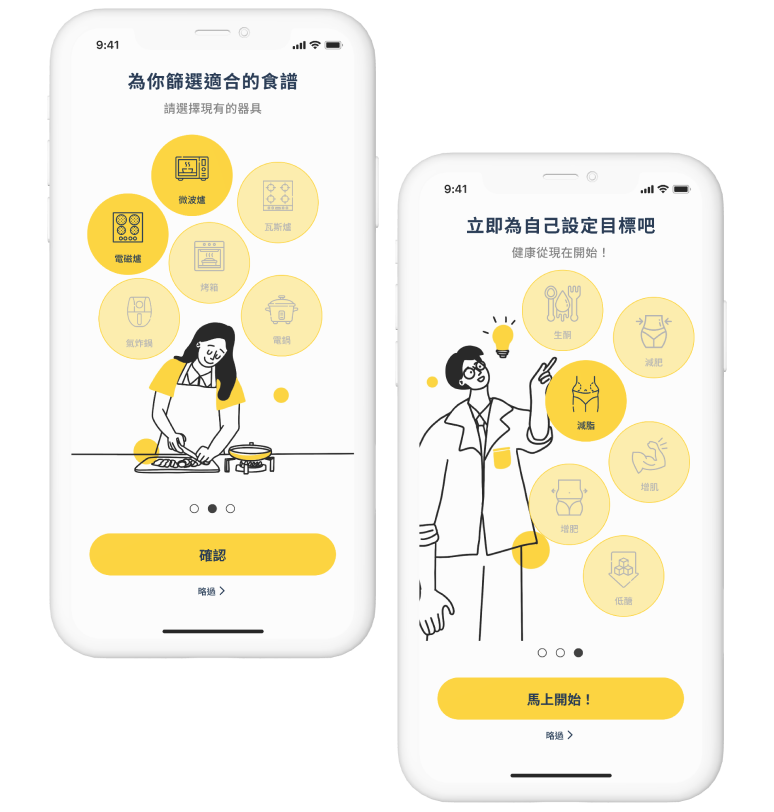 9:41
為你篩選適合的食譜
請選擇現有的器具
微波爐
瓦斯爐
電磁爐
烤箱
氣炸鍋
電鍋
確認
略過
9:41
立即為自己設定目標吧
健康從現在開始！
生酮
減肥
減脂
增肌
增肥
低醣
馬上開始！
略過